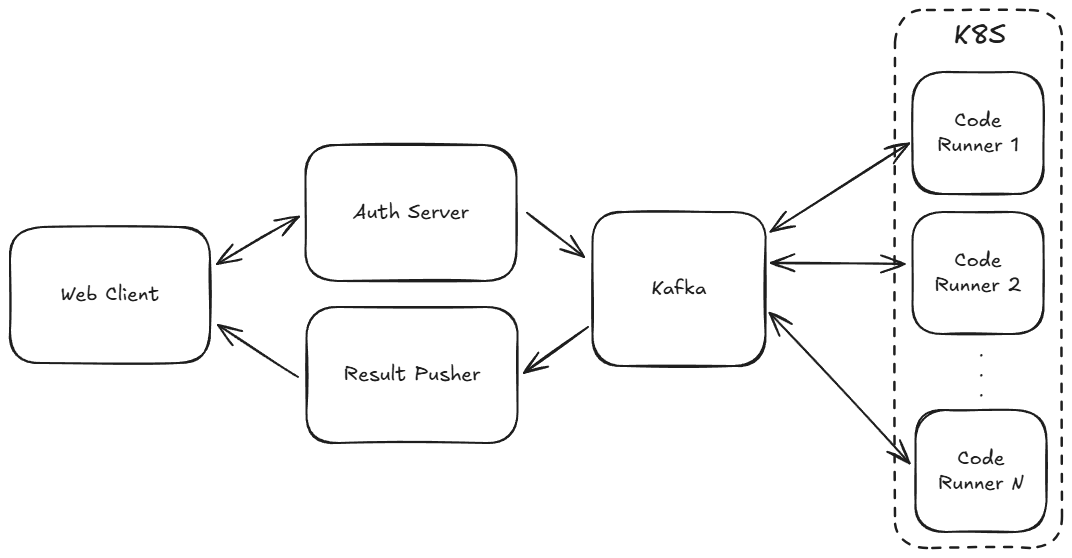 K8S
Code
Runner 1
Auth Server
Web Client
Kafka
Code
Runner 2
Result Pusher
Code
Runner N